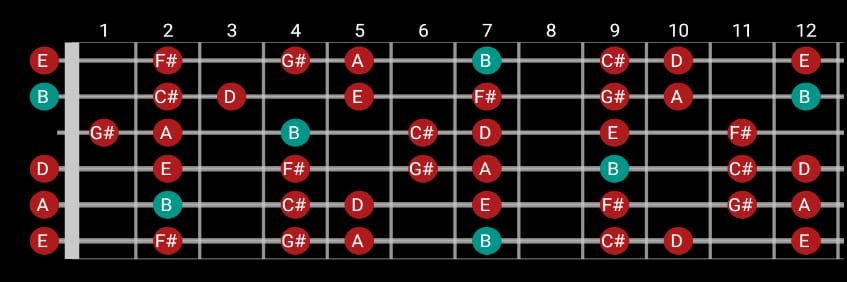 1 2 3 4 5 6 7 8 9 10 11 12
E F# G# A B C# D E
B C# D E F# G# A B
G# A B C# D E F#
D E F# G# A B C# D
A B C# D E F# G# A
E F# G# A B C# D E